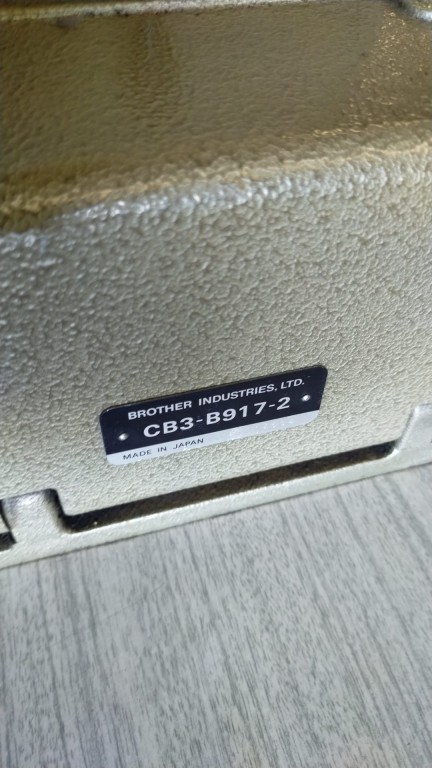 BROTHER INDUSTRIES, LTD.
CB3-B917-2
MADE IN JAPAN